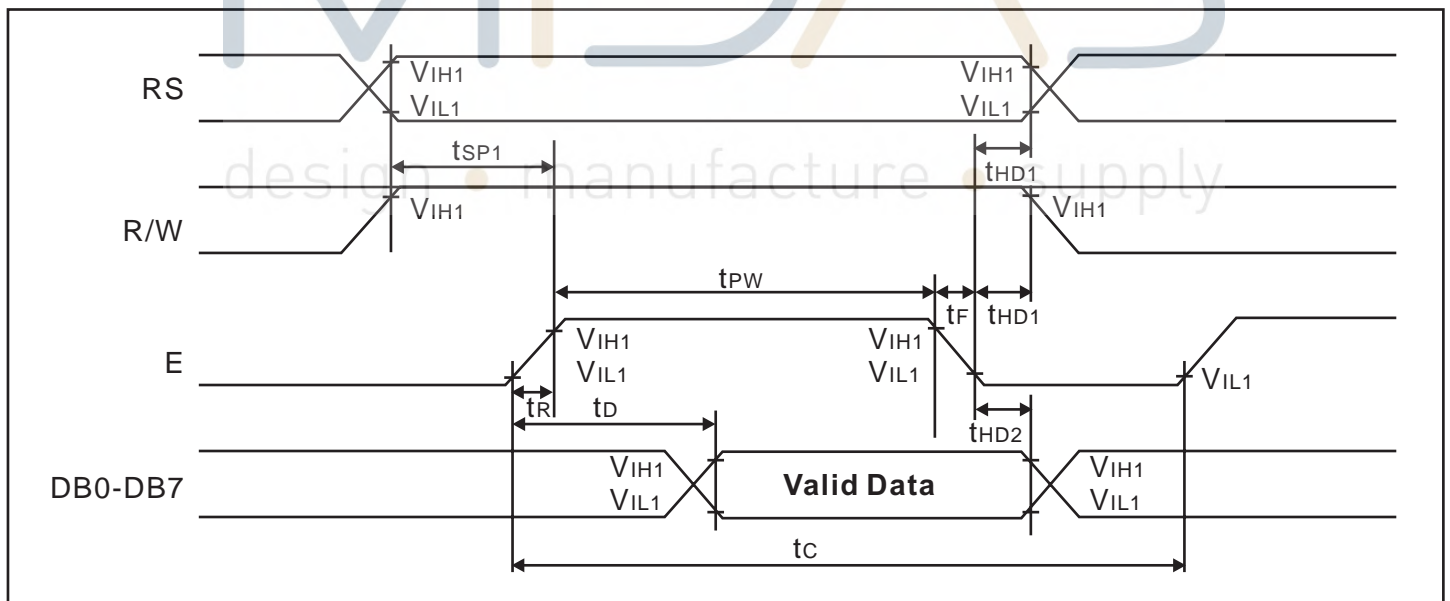 MIDAS
RS
VIH1
VIL1
VIH1
VIL1
tSP1
tHD1
design • manufacture • supply
R/W
VIH1
VIH1
tPW
tF
tHD1
E
VIH1
VIL1
VIH1
VIL1
VIL1
tR
tD
tHD2
DB0-DB7
VIH1
VIL1
Valid Data
VIH1
VIL1
tC